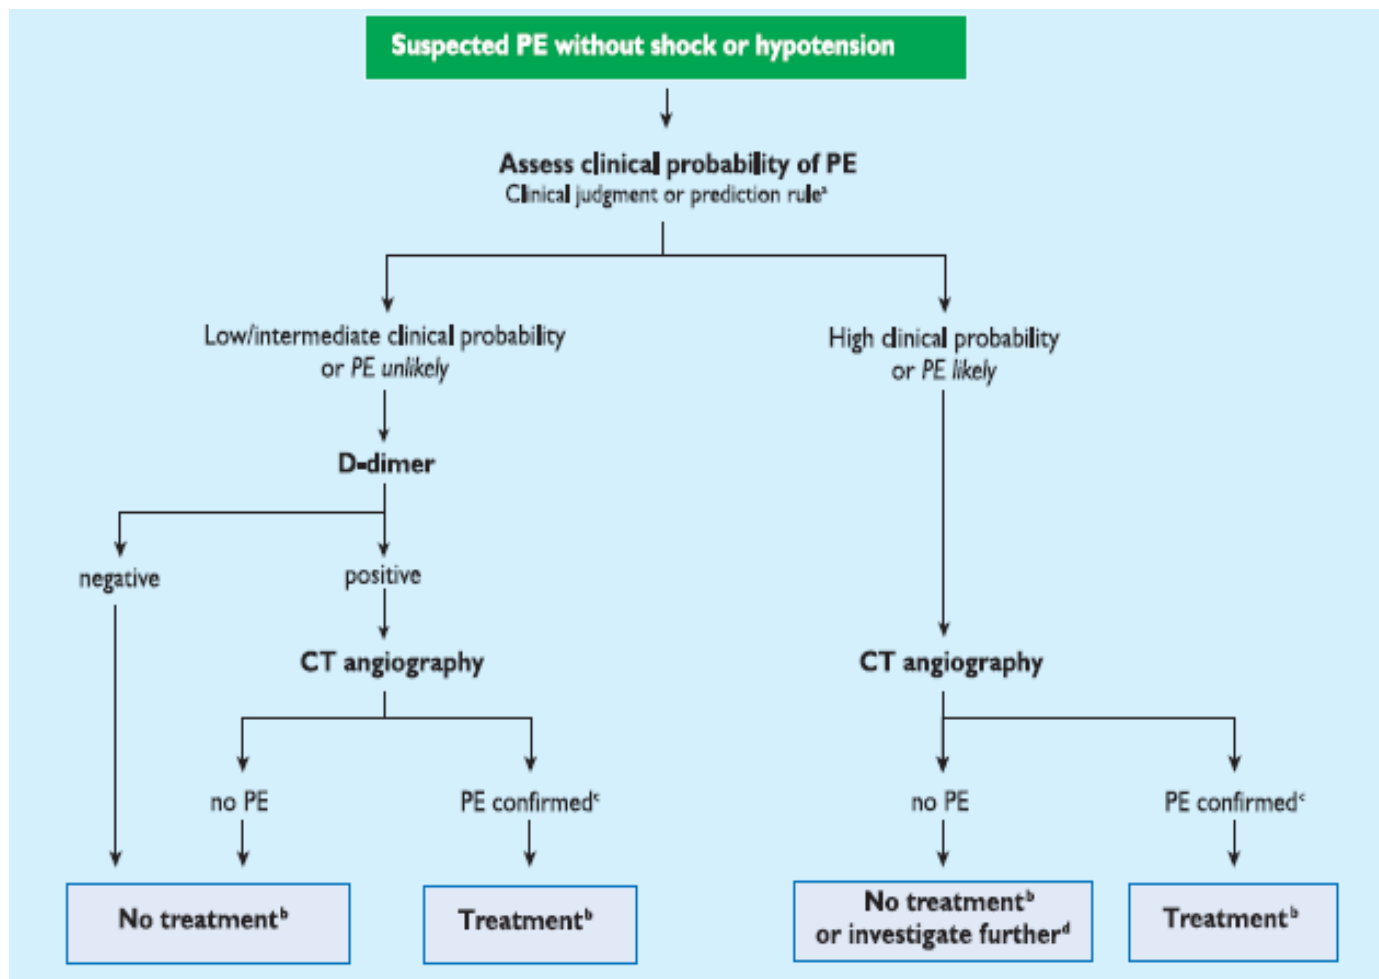 Suspected PE without shock or hypotension
Assess clinical probability of PE
Clinical judgment or prediction ruleᵃ
Low/intermediate clinical probability
or PE unlikely
High clinical probability
or PE likely
D-dimer
negative
positive
CT angiography
CT angiography
no PE
PE confirmedᶜ
no PE
PE confirmedᶜ
No treatmentᵇ
Treatmentᵇ
No treatmentᵇ
or investigate furtherᵈ
Treatmentᵇ